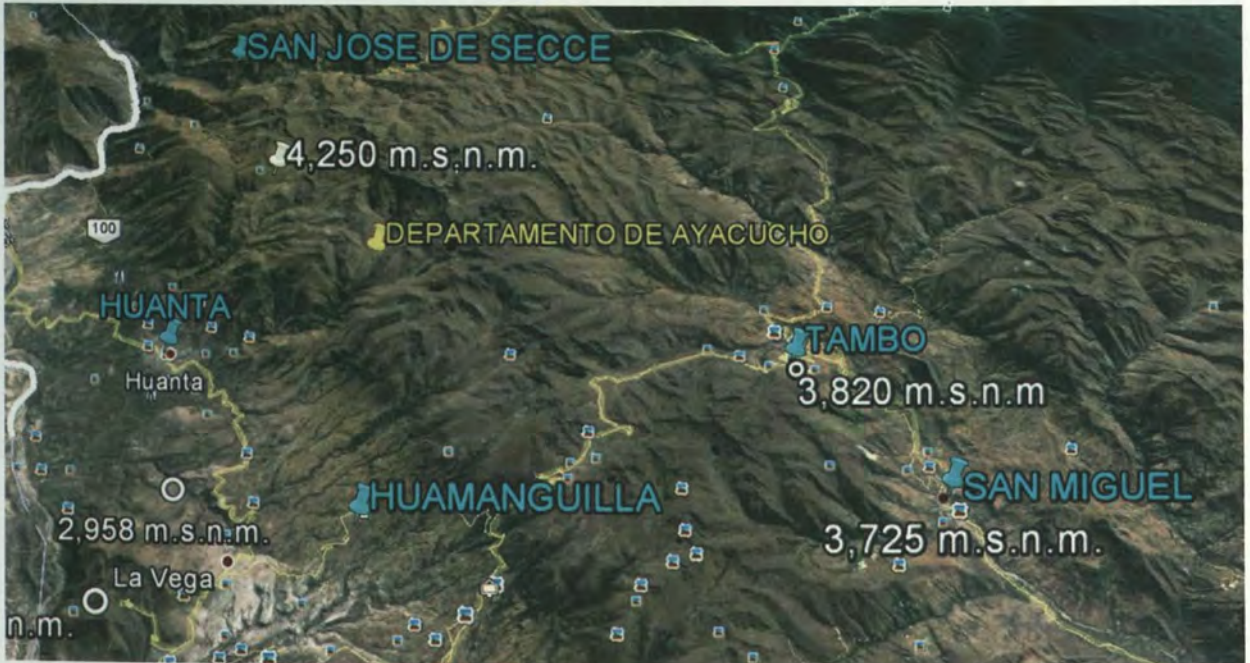 SAN JOSE DE SECCE
4,250 m.s.n.m.
100
DEPARTAMENTO DE AYACUCHO
HUANTA
TAMBO
Huanta
3,820 m.s.n.m
HUAMANGUILLA
SAN MIGUEL
2,958 m.s.n.m.
3,725 m.s.n.m.
La Vega
n.m.